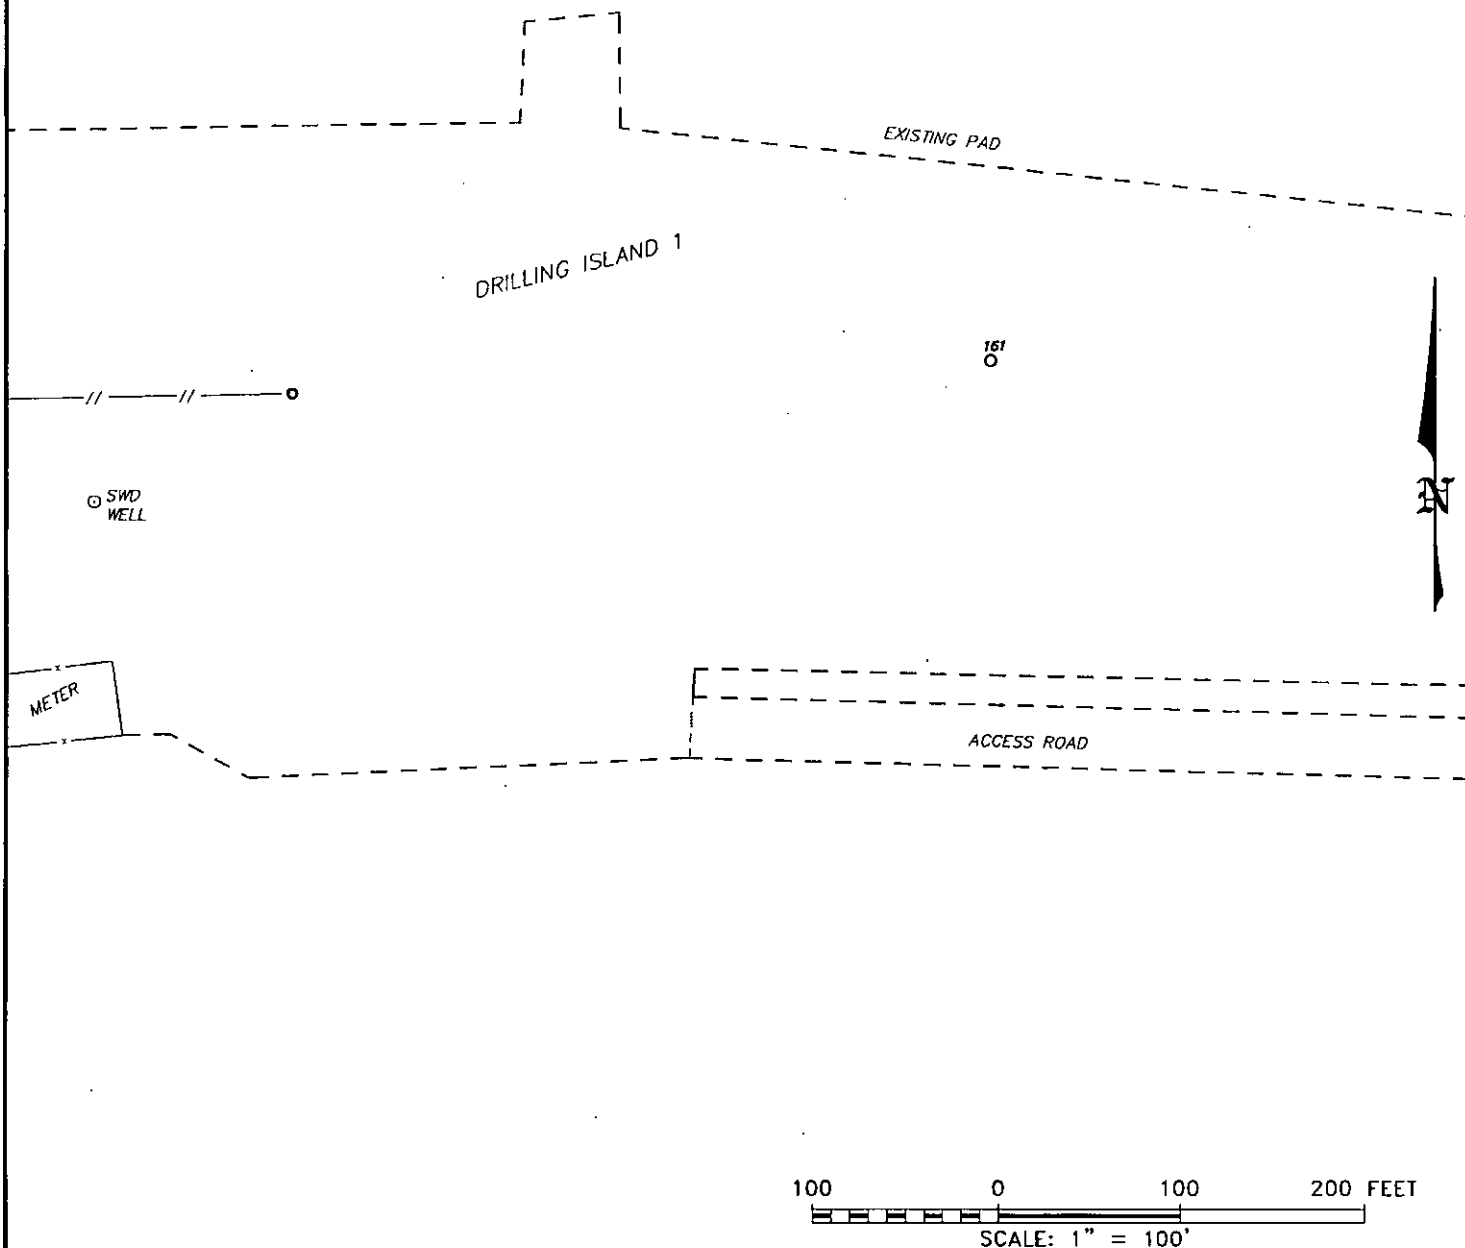 EXISTING PAD
DRILLING ISLAND 1
161
SWD
WELL
N
METER
ACCESS ROAD
100 0 100 200 FEET
SCALE: 1" = 100'